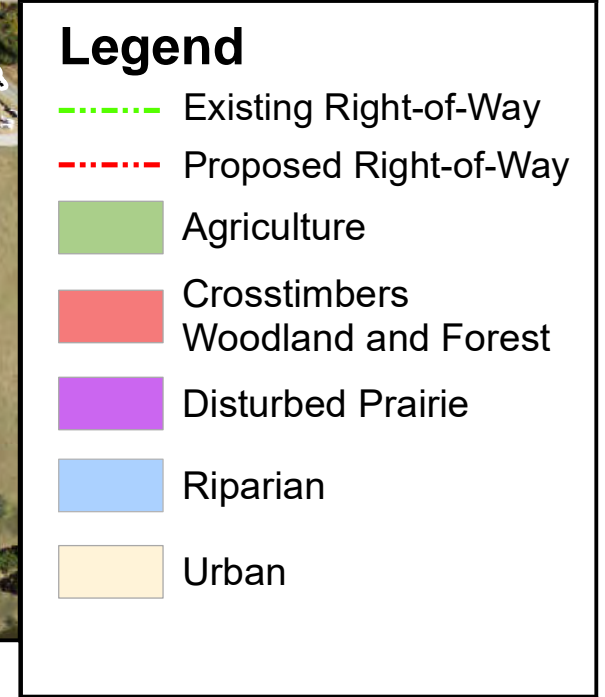 Legend
Existing Right-of-Way
Proposed Right-of-Way
Agriculture
Crosstimbers
Woodland and Forest
Disturbed Prairie
Riparian
Urban